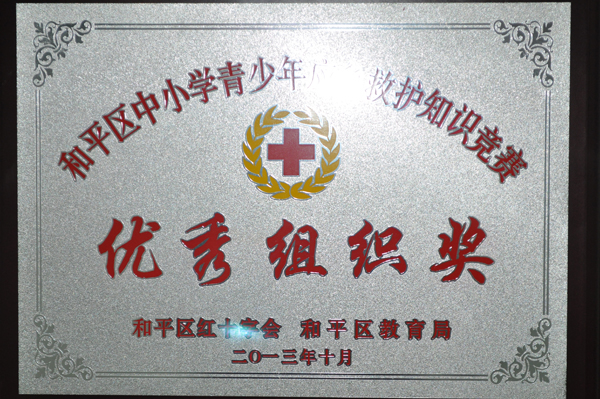 和平区中小学青少年应急救护知识竞赛
优秀组织奖
和平区红十字会 和平区教育局
二〇一三年十月